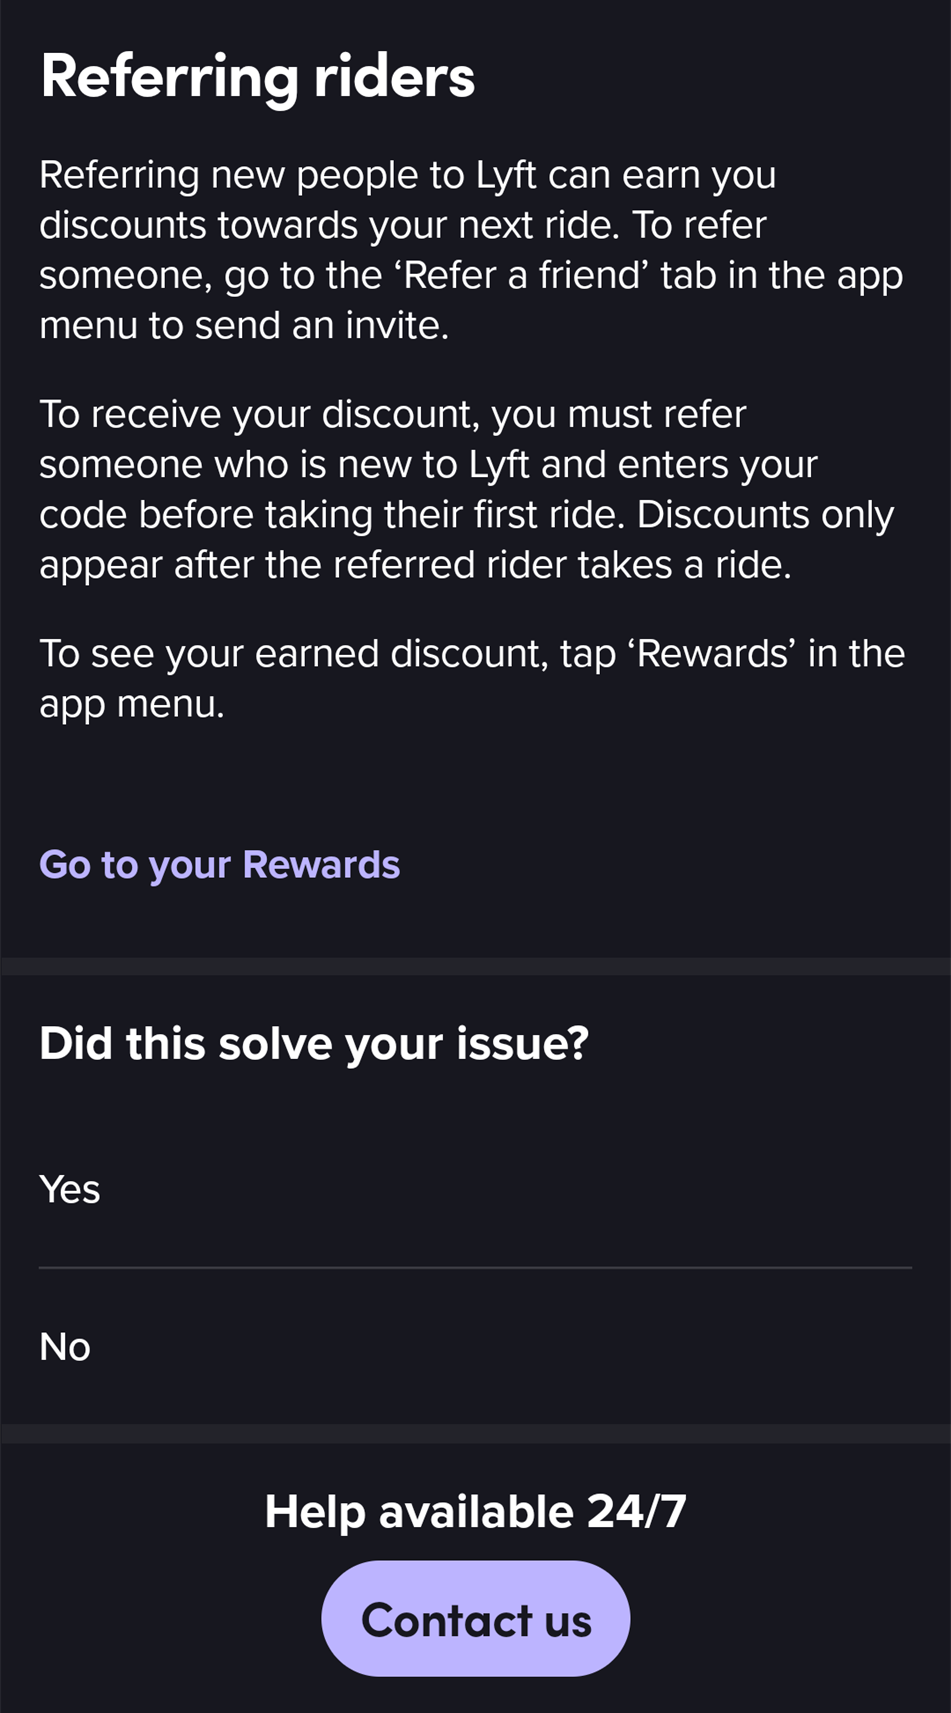 Referring riders
Referring new people to Lyft can earn you
discounts towards your next ride. To refer
someone, go to the ‘Refer a friend’ tab in the app
menu to send an invite.
To receive your discount, you must refer
someone who is new to Lyft and enters your
code before taking their first ride. Discounts only
appear after the referred rider takes a ride.
To see your earned discount, tap ‘Rewards’ in the
app menu.
Go to your Rewards
Did this solve your issue?
Yes
No
Help available 24/7
Contact us